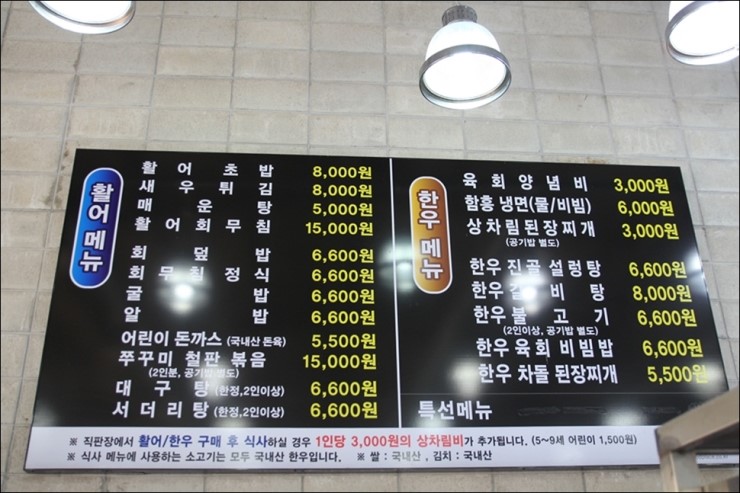 활어 메뉴
활어초밥 8,000원
새우튀김 8,000원
매운탕 5,000원
활어회무침 15,000원
회덮밥 6,600원
회무침정식 6,600원
굴밥 6,600원
알밥 6,600원
어린이 돈까스 (국내산 돈육) 5,500원
쭈꾸미 철판 볶음 15,000원
(2인분, 공기밥 별도)
대구탕 (한정,2인이상) 6,600원
서더리탕 (한정,2인이상) 6,600원
한우 메뉴
육회양념비 3,000원
함흥 냉면(물/비빔) 6,000원
상차림된장찌개 3,000원
(공기밥 별도)
한우 진골 설렁탕 6,600원
한우갈비탕 8,000원
한우불고기 6,600원
(2인이상, 공기밥 별도)
한우육회비빔밥 6,600원
한우 차돌 된장찌개 5,500원
특선메뉴
※ 직판장에서 활어/한우 구매 후 식사하실 경우 1인당 3,000원의 상차림비가 추가됩니다. (5~9세 어린이 1,500원)
※ 식사 메뉴에 사용하는 소고기는 모두 국내산 한우입니다. ※ 쌀 : 국내산 , 김치 : 국내산